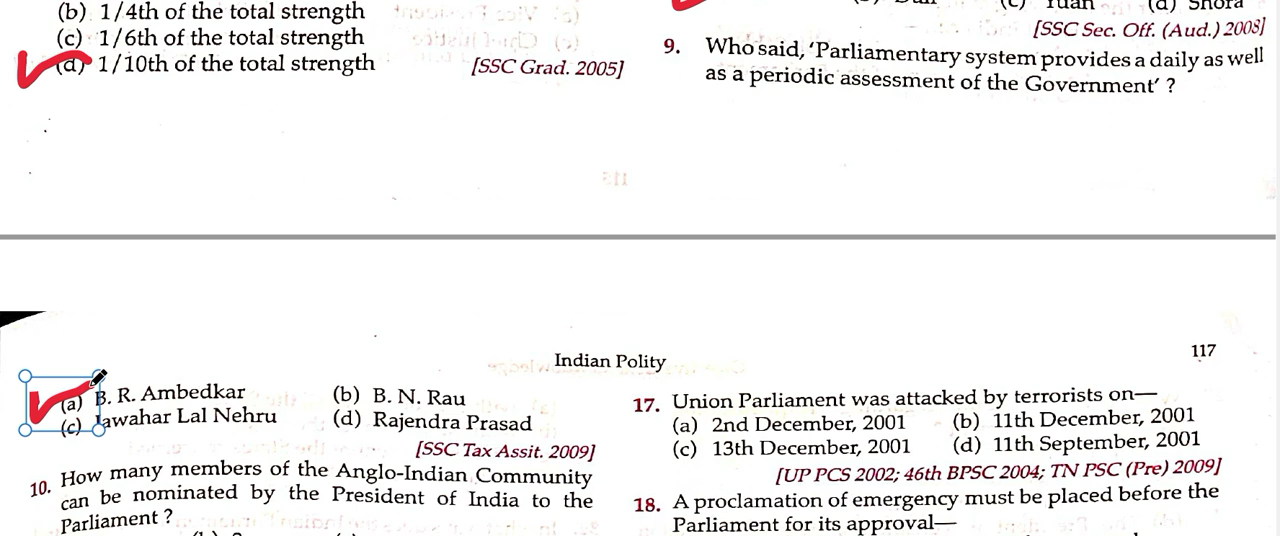 (b) 1/4th of the total strength
(c) 1/6th of the total strength
(d) 1/10th of the total strength
[SSC Grad. 2005]
(d) Shora
[SSC Sec. Off. (Aud.) 2008]
9. Who said, ‘Parliamentary system provides a daily as well
as a periodic assessment of the Government’ ?
Indian Polity
117
(a) B. R. Ambedkar (b) B. N. Rau
(c) Jawahar Lal Nehru (d) Rajendra Prasad
[SSC Tax Assit. 2009]
10. How many members of the Anglo-Indian Community
can be nominated by the President of India to the
Parliament ?
17. Union Parliament was attacked by terrorists on—
(a) 2nd December, 2001 (b) 11th December, 2001
(c) 13th December, 2001 (d) 11th September, 2001
[UP PCS 2002; 46th BPSC 2004; TN PSC (Pre) 2009]
18. A proclamation of emergency must be placed before the
Parliament for its approval—